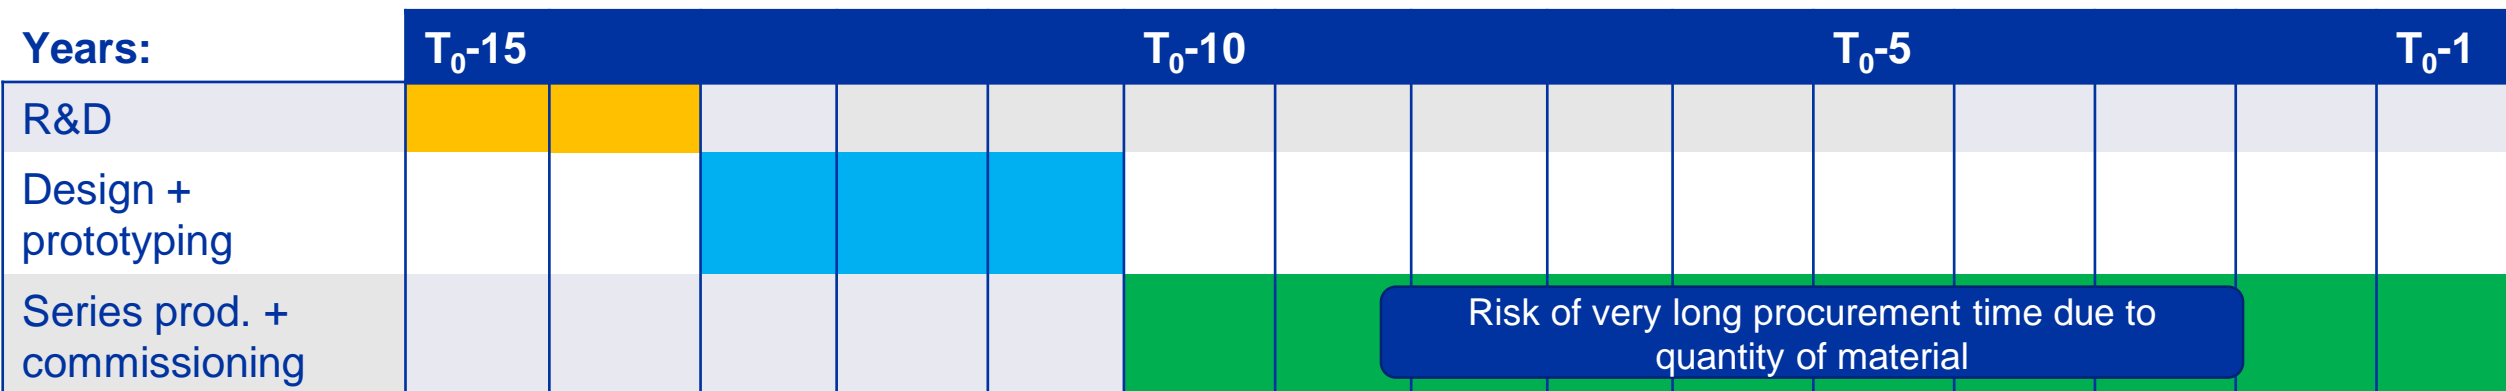 Years: T₀-15 T₀-10 T₀-5 T₀-1
R&D
Design +
prototyping
Series prod. +
commissioning
Risk of very long procurement time due to
quantity of material